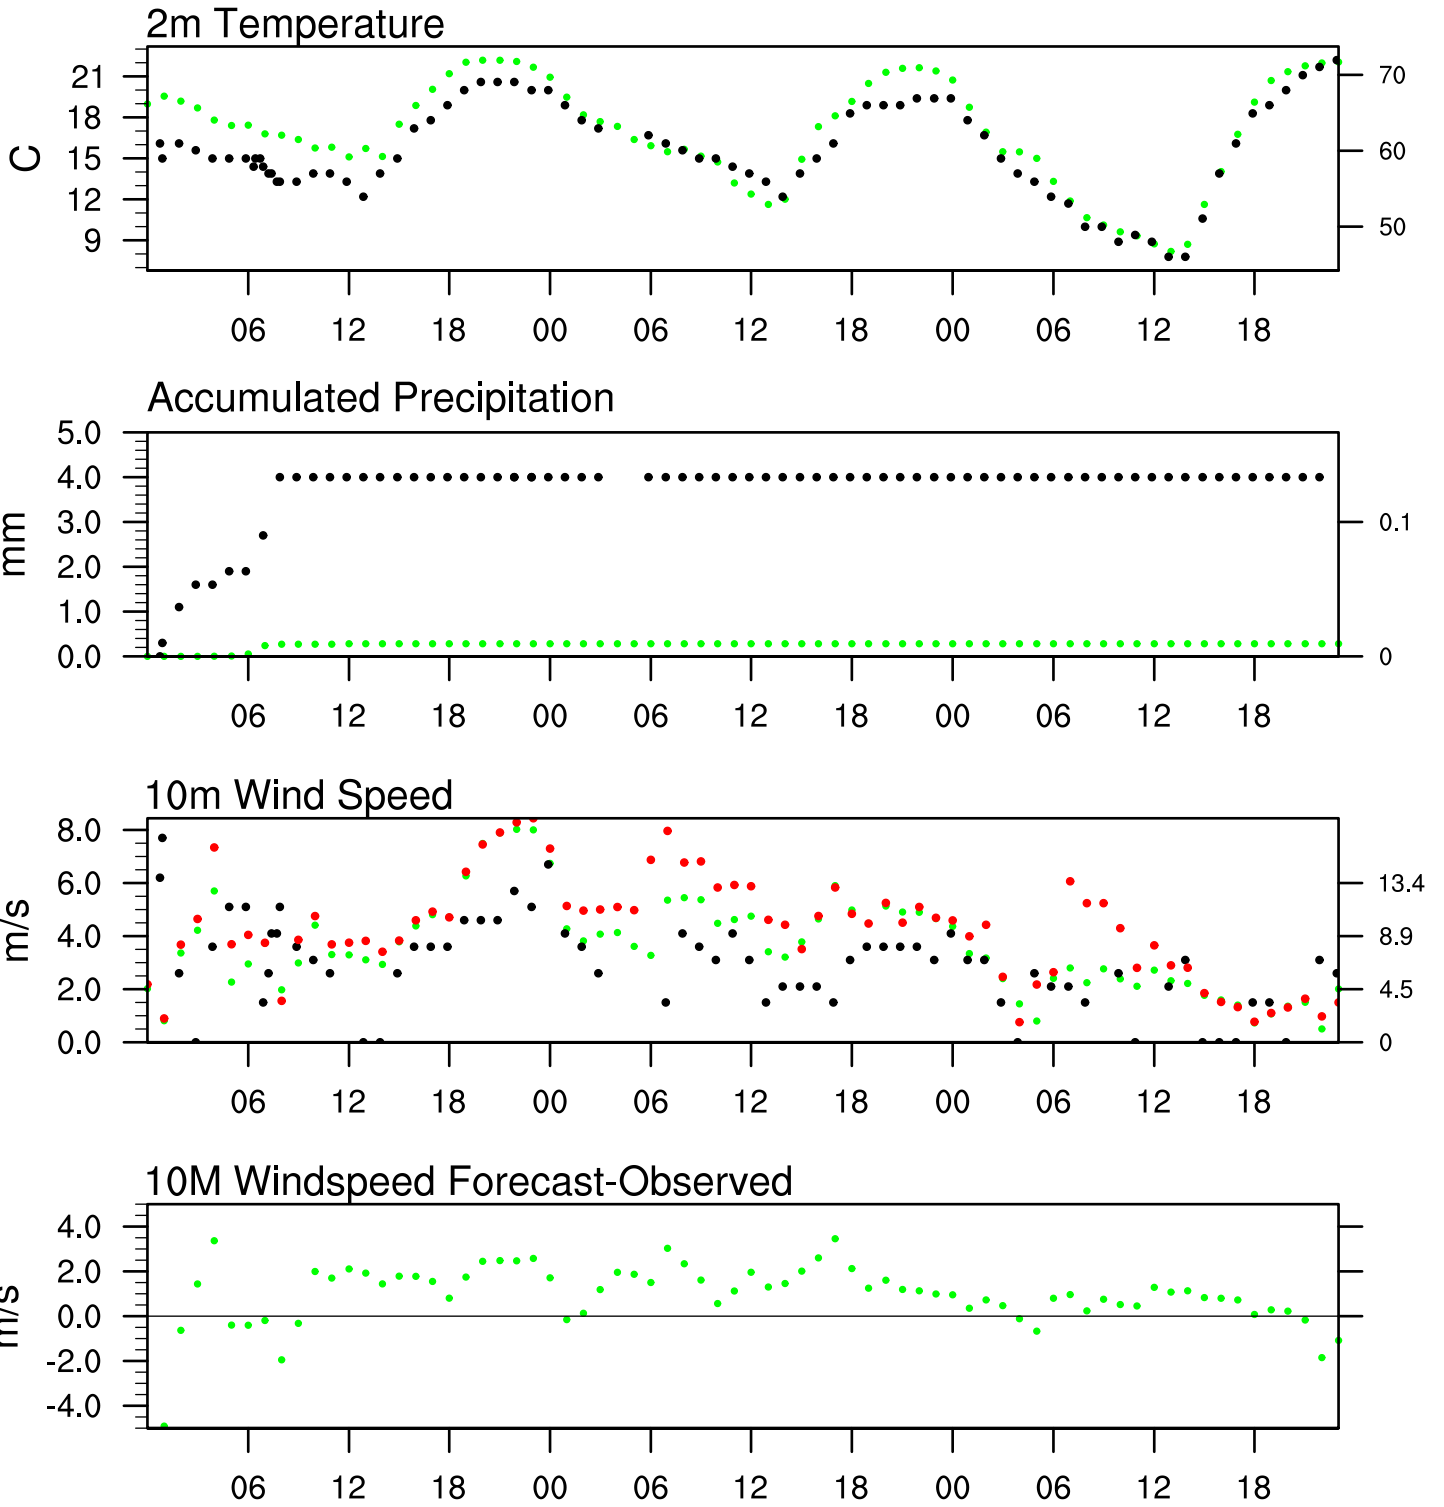 2m Temperature
21
18
15
12
9
C
70
60
50
06 12 18 00 06 12 18 00 06 12 18
Accumulated Precipitation
5.0
4.0
3.0
2.0
1.0
0.0
mm
0.1
0
06 12 18 00 06 12 18 00 06 12 18
10m Wind Speed
8.0
6.0
4.0
2.0
0.0
m/s
13.4
8.9
4.5
0
06 12 18 00 06 12 18 00 06 12 18
10M Windspeed Forecast-Observed
4.0
2.0
0.0
-2.0
-4.0
m/s
06 12 18 00 06 12 18 00 06 12 18